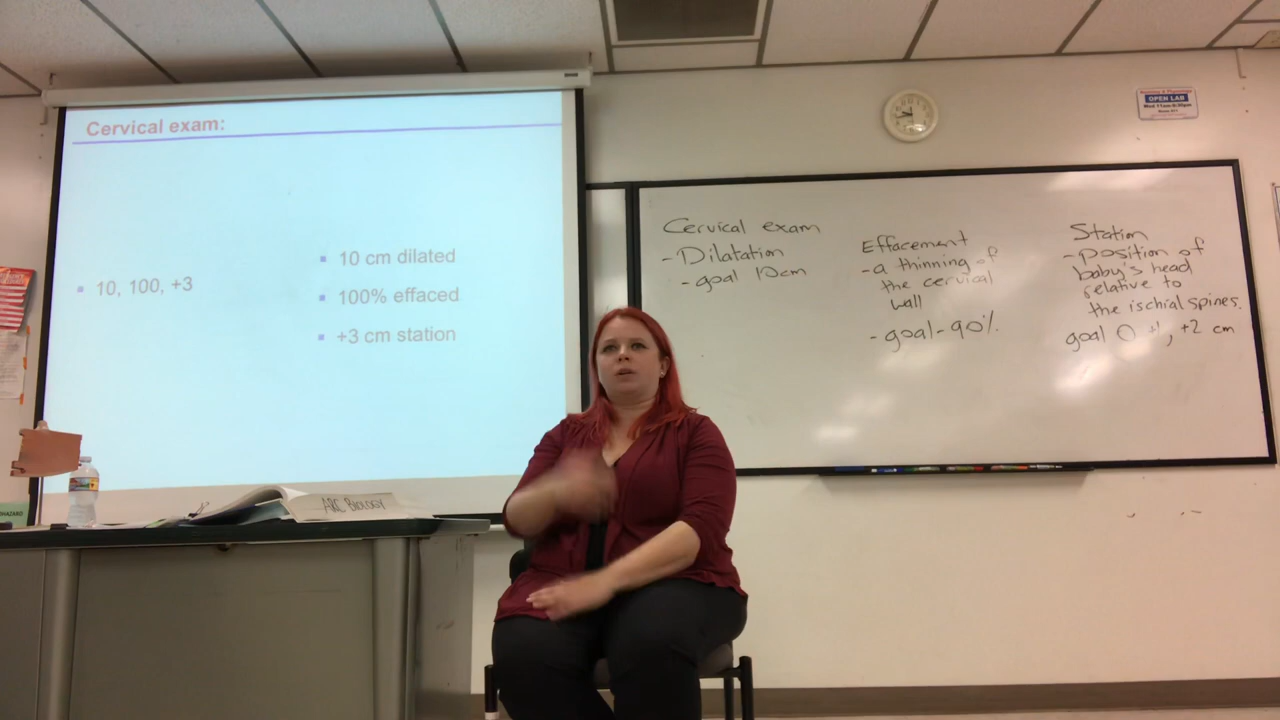 Cervical exam:
10, 100, +3
10 cm dilated
100% effaced
+3 cm station
Cervical exam
- Dilatation
- goal 10cm
Effacement
- a thinning of
the cervical
wall
- goal - 90%
Station
- position of
baby's head
relative to
the ischial spines.
goal 0, +1, +2 cm
OPEN LAB
ARC BIOLOGY